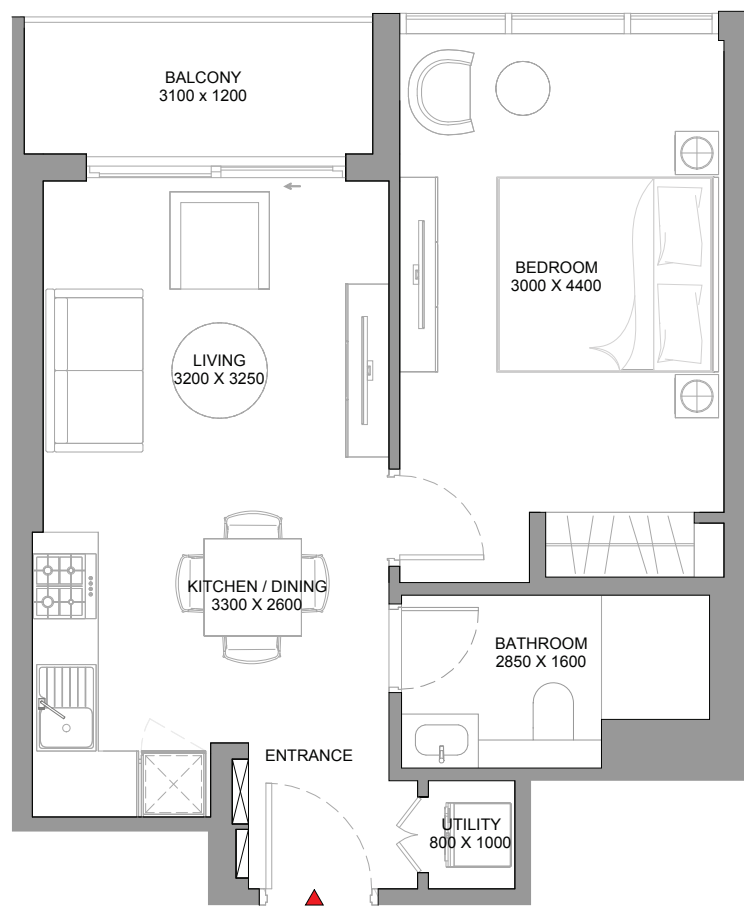 BALCONY
3100 x 1200
BEDROOM
3000 X 4400
LIVING
3200 X 3250
KITCHEN / DINING
3300 X 2600
BATHROOM
2850 X 1600
ENTRANCE
UTILITY
800 X 1000